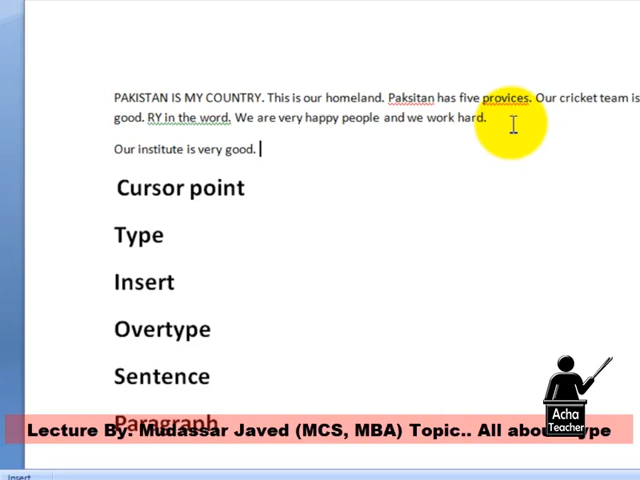 PAKISTAN IS MY COUNTRY. This is our homeland. Paksitan has five provices. Our cricket team is
good. RY in the word. We are very happy people and we work hard.
Our institute is very good.
Cursor point
Type
Insert
Overtype
Sentence
Paragraph
Acha
Teacher
Lecture By. Mudassar Javed (MCS, MBA) Topic.. All about Type
Insert